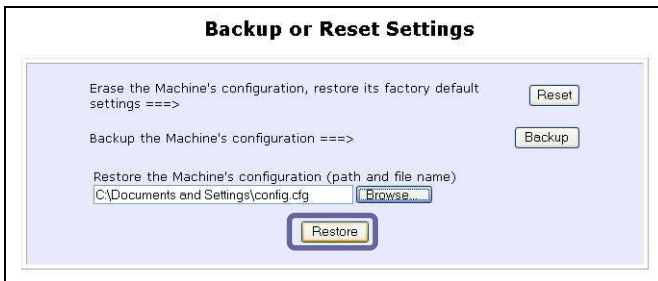 Backup or Reset Settings
Erase the Machine's configuration, restore its factory default
settings ===>
Reset
Backup the Machine's configuration ===>
Backup
Restore the Machine's configuration (path and file name)
C:\Documents and Settings\config.cfg
Browse...
Restore